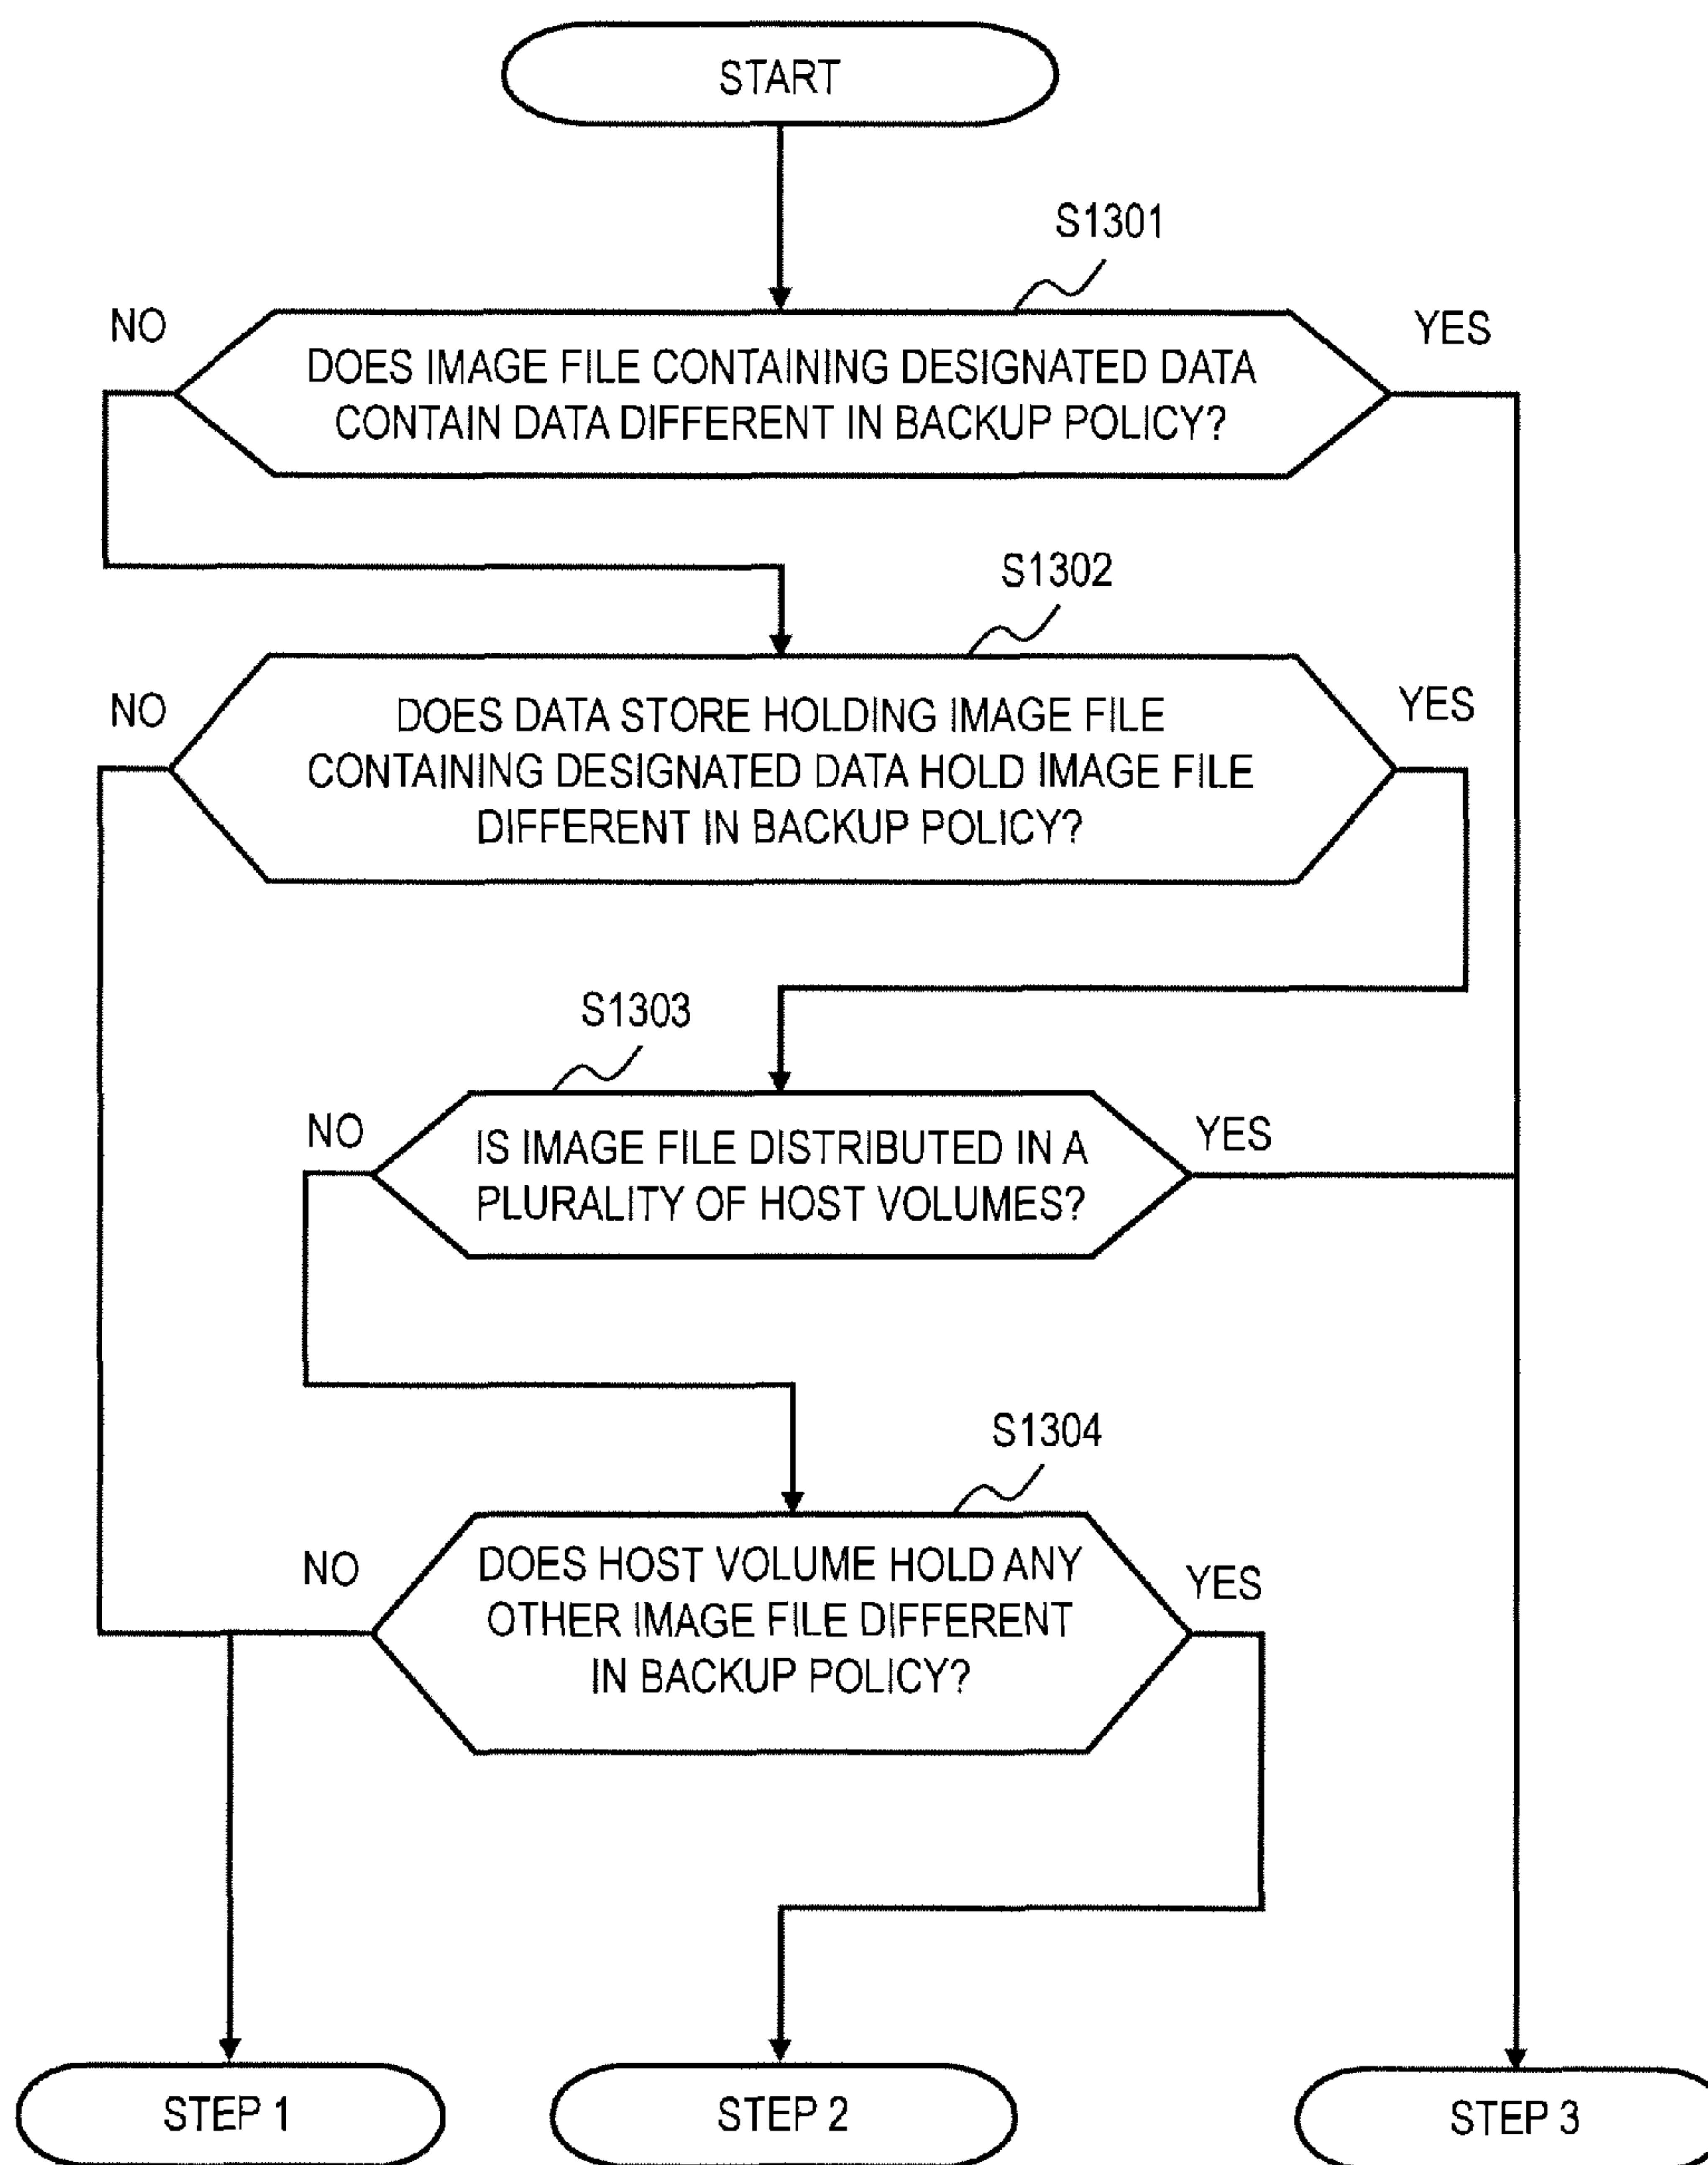 START
S1301
NO
YES
DOES IMAGE FILE CONTAINING DESIGNATED DATA
CONTAIN DATA DIFFERENT IN BACKUP POLICY?
S1302
NO
YES
DOES DATA STORE HOLDING IMAGE FILE
CONTAINING DESIGNATED DATA HOLD IMAGE FILE
DIFFERENT IN BACKUP POLICY?
S1303
NO
YES
IS IMAGE FILE DISTRIBUTED IN A
PLURALITY OF HOST VOLUMES?
S1304
NO
YES
DOES HOST VOLUME HOLD ANY
OTHER IMAGE FILE DIFFERENT
IN BACKUP POLICY?
STEP 1
STEP 2
STEP 3